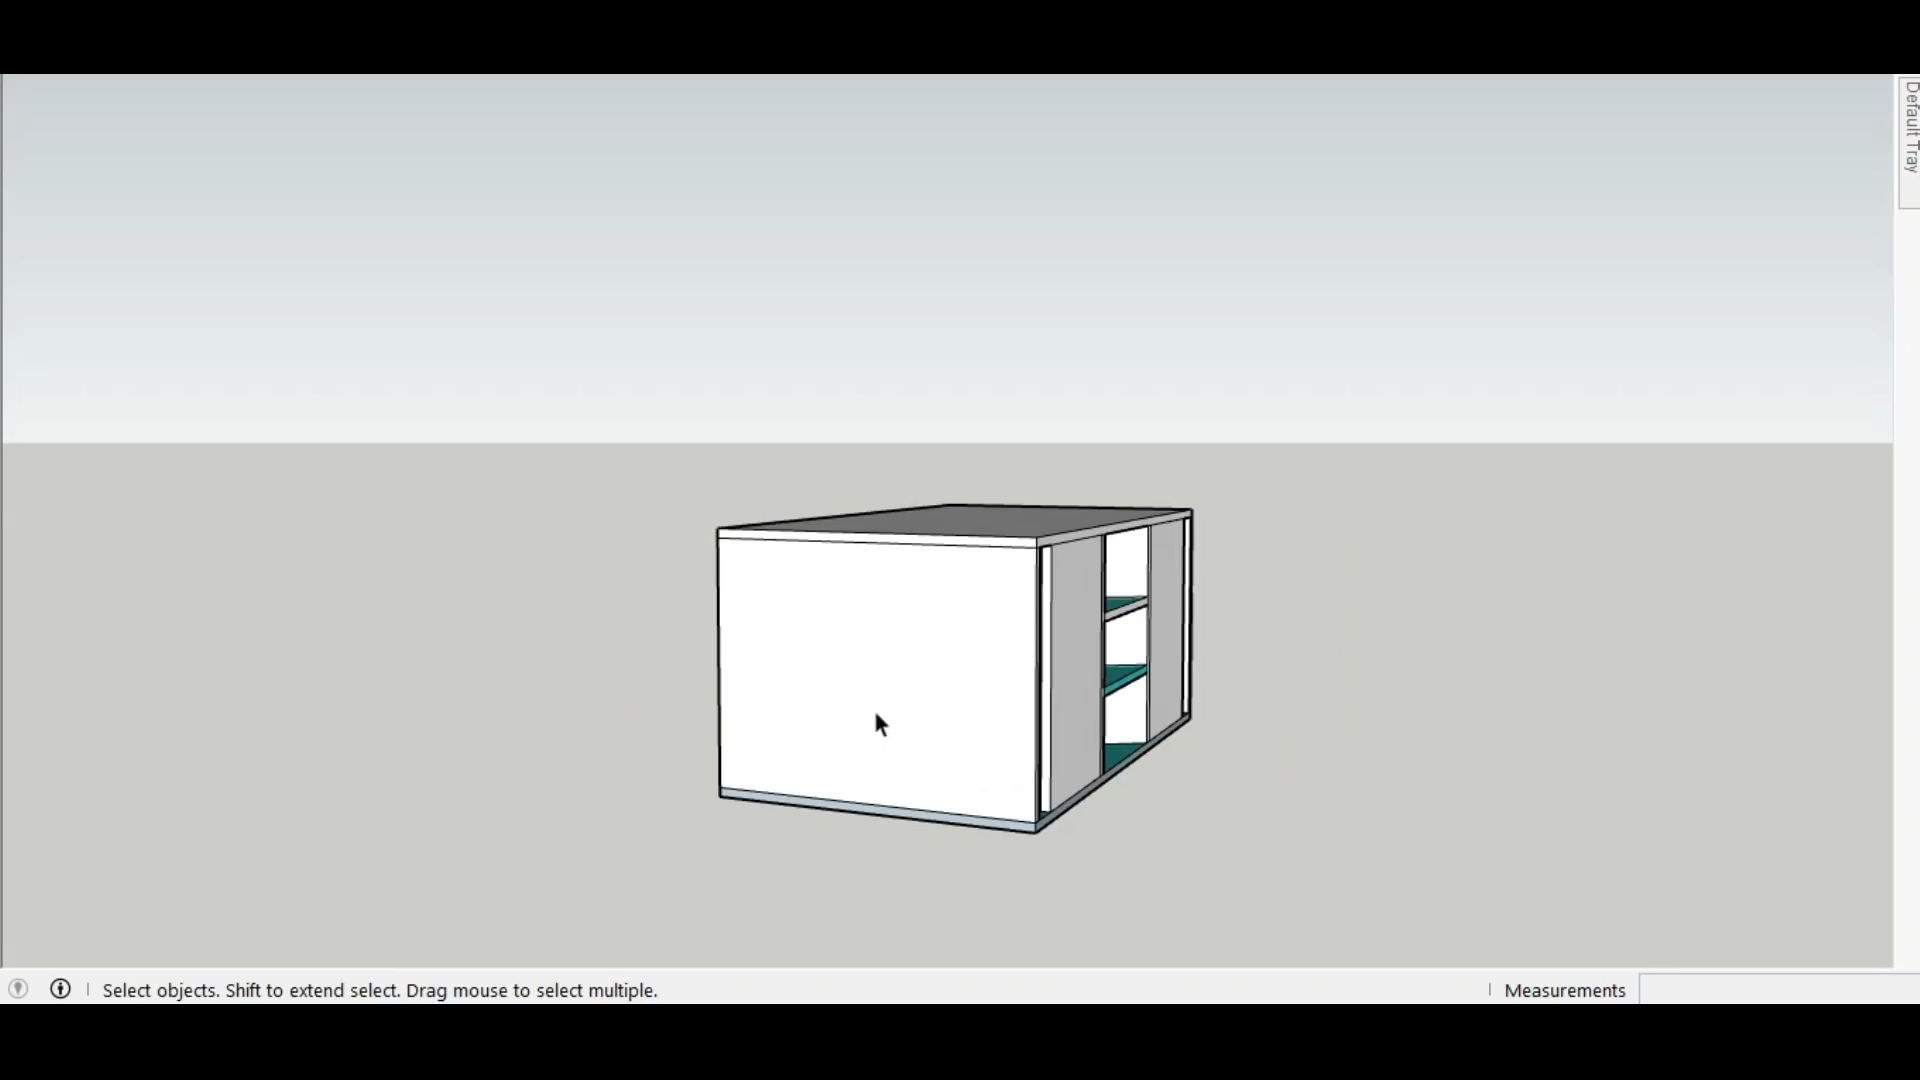 Default Tray
Select objects. Shift to extend select. Drag mouse to select multiple.
Measurements